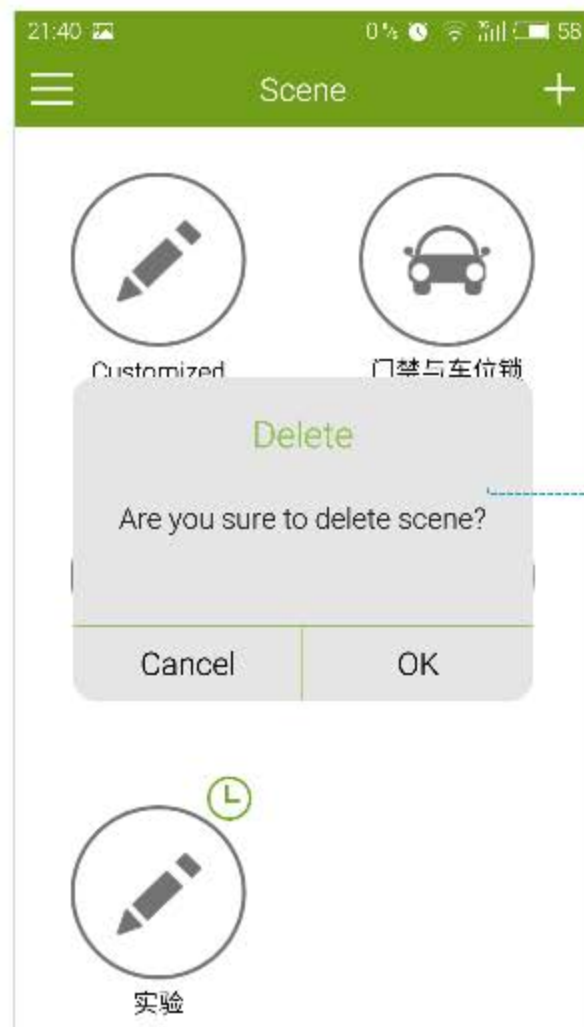 21:40
58
Scene
Customized
门禁与车位锁
Delete
Are you sure to delete scene?
Cancel
OK
实验